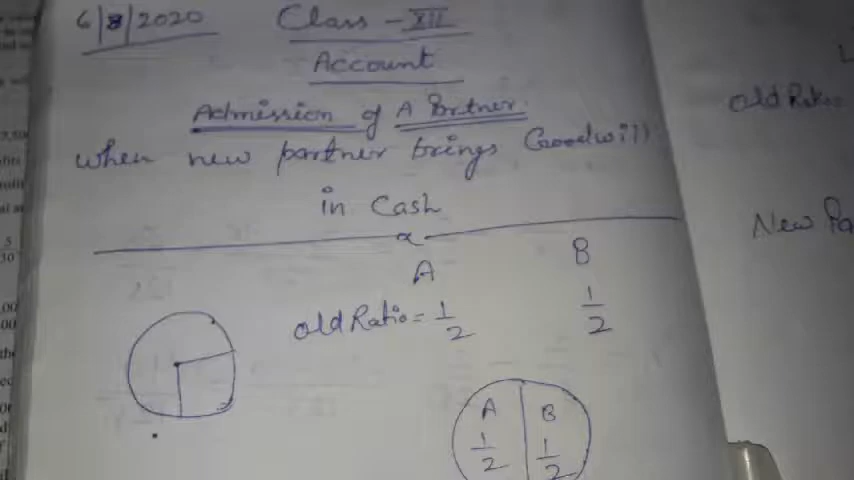 6/8/2020 Class - XII
Account
Admission of A Partner
when new partner brings Goodwill
in Cash
A B
Old Ratio = 1/2 1/2
A B
1/2 1/2
Old Ratio
New Pa